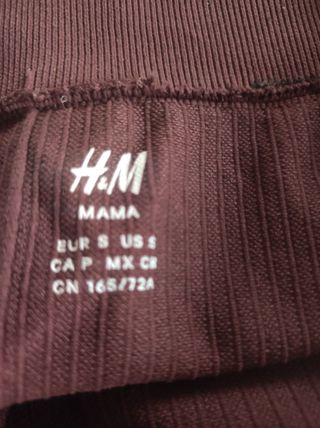 H&M
MAMA
EUR S US S
CA P MX CH
CN 165/72A